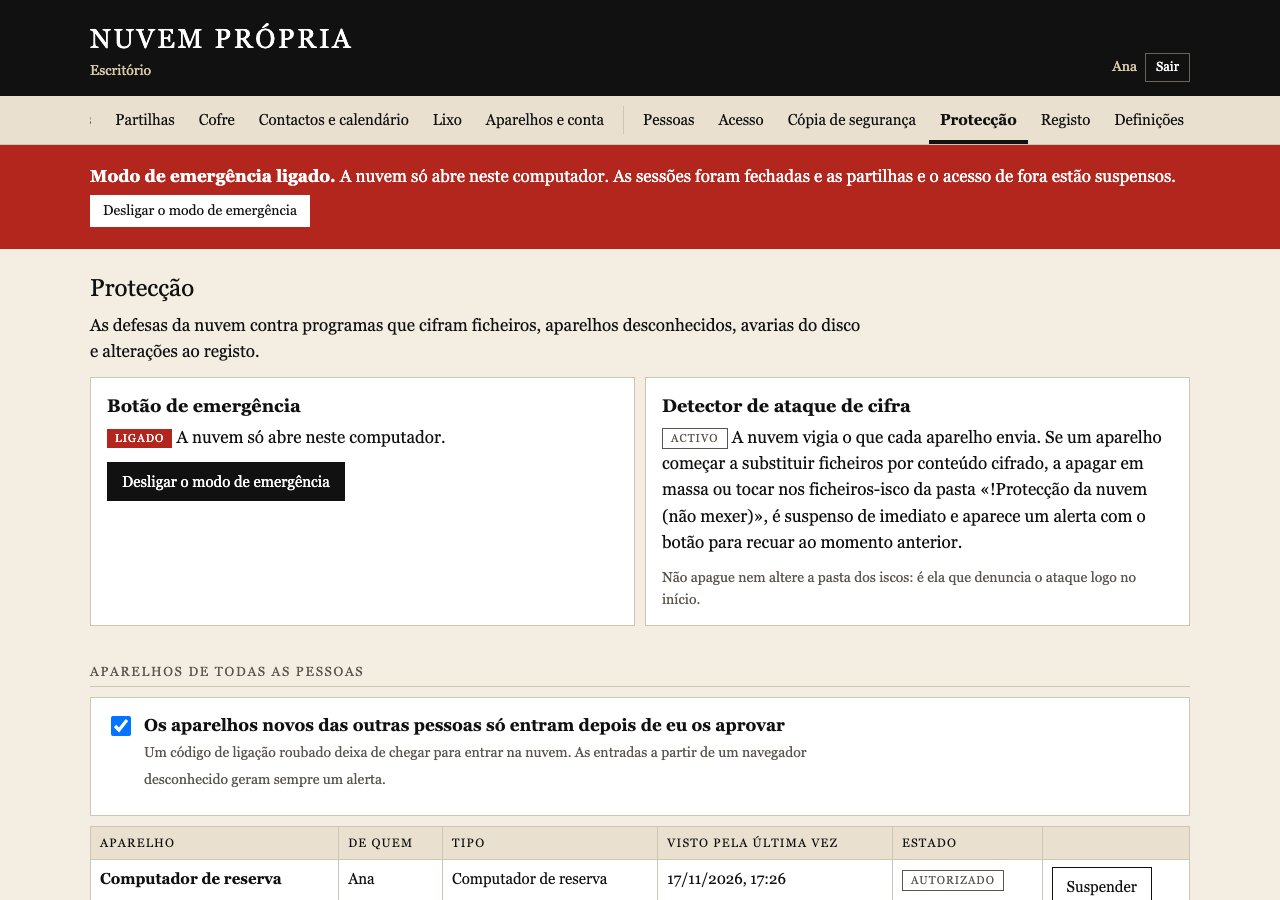 NUVEM PRÓPRIA
Escritório
Ana
Sair
Partilhas
Cofre
Contactos e calendário
Lixo
Aparelhos e conta
Pessoas
Acesso
Cópia de segurança
Protecção
Registo
Definições
Modo de emergência ligado. A nuvem só abre neste computador. As sessões foram fechadas e as partilhas e o acesso de fora estão suspensos.
Desligar o modo de emergência
Protecção
As defesas da nuvem contra programas que cifram ficheiros, aparelhos desconhecidos, avarias do disco
e alterações ao registo.
Botão de emergência
LIGADO A nuvem só abre neste computador.
Desligar o modo de emergência
Detector de ataque de cifra
ACTIVO A nuvem vigia o que cada aparelho envia. Se um aparelho
começar a substituir ficheiros por conteúdo cifrado, a apagar em
massa ou tocar nos ficheiros-isco da pasta «!Protecção da nuvem
(não mexer)», é suspenso de imediato e aparece um alerta com o
botão para recuar ao momento anterior.
Não apague nem altere a pasta dos iscos: é ela que denuncia o ataque logo no
início.
APARELHOS DE TODAS AS PESSOAS
Os aparelhos novos das outras pessoas só entram depois de eu os aprovar
Um código de ligação roubado deixa de chegar para entrar na nuvem. As entradas a partir de um navegador
desconhecido geram sempre um alerta.
APARELHO
DE QUEM
TIPO
VISTO PELA ÚLTIMA VEZ
ESTADO
Computador de reserva
Ana
Computador de reserva
17/11/2026, 17:26
AUTORIZADO
Suspender